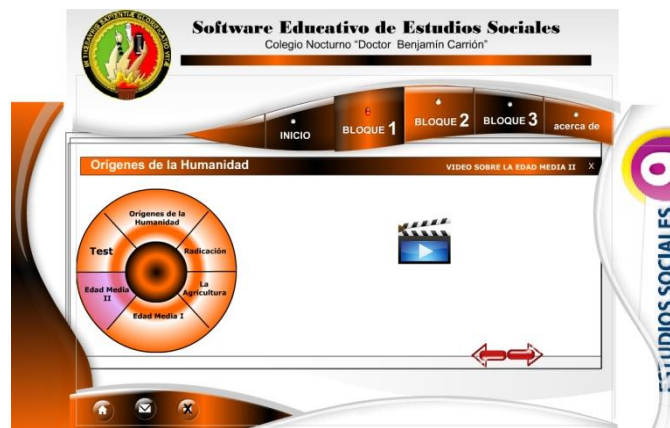 Software Educativo de Estudios Sociales
Colegio Nocturno "Doctor Benjamín Carrión"
INICIO
BLOQUE 1
BLOQUE 2
BLOQUE 3
acerca de
Orígenes de la Humanidad
VIDEO SOBRE LA EDAD MEDIA II X
Orígenes de la
Humanidad
Test
Radicación
Edad Media
II
La
Agricultura
Edad Media I
SOCIALES